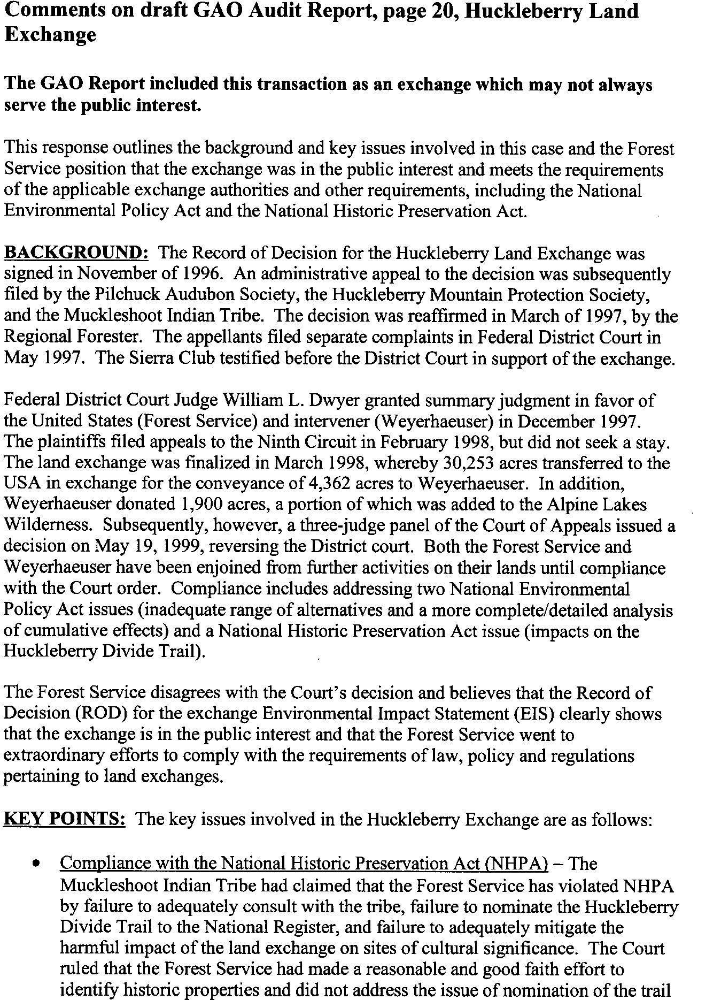 Comments on draft GAO Audit Report, page 20, Huckleberry Land
Exchange
The GAO Report included this transaction as an exchange which may not always
serve the public interest.
This response outlines the background and key issues involved in this case and the Forest
Service position that the exchange was in the public interest and meets the requirements
of the applicable exchange authorities and other requirements, including the National
Environmental Policy Act and the National Historic Preservation Act.
BACKGROUND: The Record of Decision for the Huckleberry Land Exchange was
signed in November of 1996. An administrative appeal to the decision was subsequently
filed by the Pilchuck Audubon Society, the Huckleberry Mountain Protection Society,
and the Muckleshoot Indian Tribe. The decision was reaffirmed in March of 1997, by the
Regional Forester. The appellants filed separate complaints in Federal District Court in
May 1997. The Sierra Club testified before the District Court in support of the exchange.
Federal District Court Judge William L. Dwyer granted summary judgment in favor of
the United States (Forest Service) and intervener (Weyerhaeuser) in December 1997.
The plaintiffs filed appeals to the Ninth Circuit in February 1998, but did not seek a stay.
The land exchange was finalized in March 1998, whereby 30,253 acres transferred to the
USA in exchange for the conveyance of 4,362 acres to Weyerhaeuser. In addition,
Weyerhaeuser donated 1,900 acres, a portion of which was added to the Alpine Lakes
Wilderness. Subsequently, however, a three-judge panel of the Court of Appeals issued a
decision on May 19, 1999, reversing the District court. Both the Forest Service and
Weyerhaeuser have been enjoined from further activities on their lands until compliance
with the Court order. Compliance includes addressing two National Environmental
Policy Act issues (inadequate range of alternatives and a more complete/detailed analysis
of cumulative effects) and a National Historic Preservation Act issue (impacts on the
Huckleberry Divide Trail).
The Forest Service disagrees with the Court's decision and believes that the Record of
Decision (ROD) for the exchange Environmental Impact Statement (EIS) clearly shows
that the exchange is in the public interest and that the Forest Service went to
extraordinary efforts to comply with the requirements of law, policy and regulations
pertaining to land exchanges.
KEY POINTS: The key issues involved in the Huckleberry Exchange are as follows:
• Compliance with the National Historic Preservation Act (NHPA) – The
Muckleshoot Indian Tribe had claimed that the Forest Service has violated NHPA
by failure to adequately consult with the tribe, failure to nominate the Huckleberry
Divide Trail to the National Register, and failure to adequately mitigate the
harmful impact of the land exchange on sites of cultural significance. The Court
ruled that the Forest Service had made a reasonable and good faith effort to
identify historic properties and did not address the issue of nomination of the trail